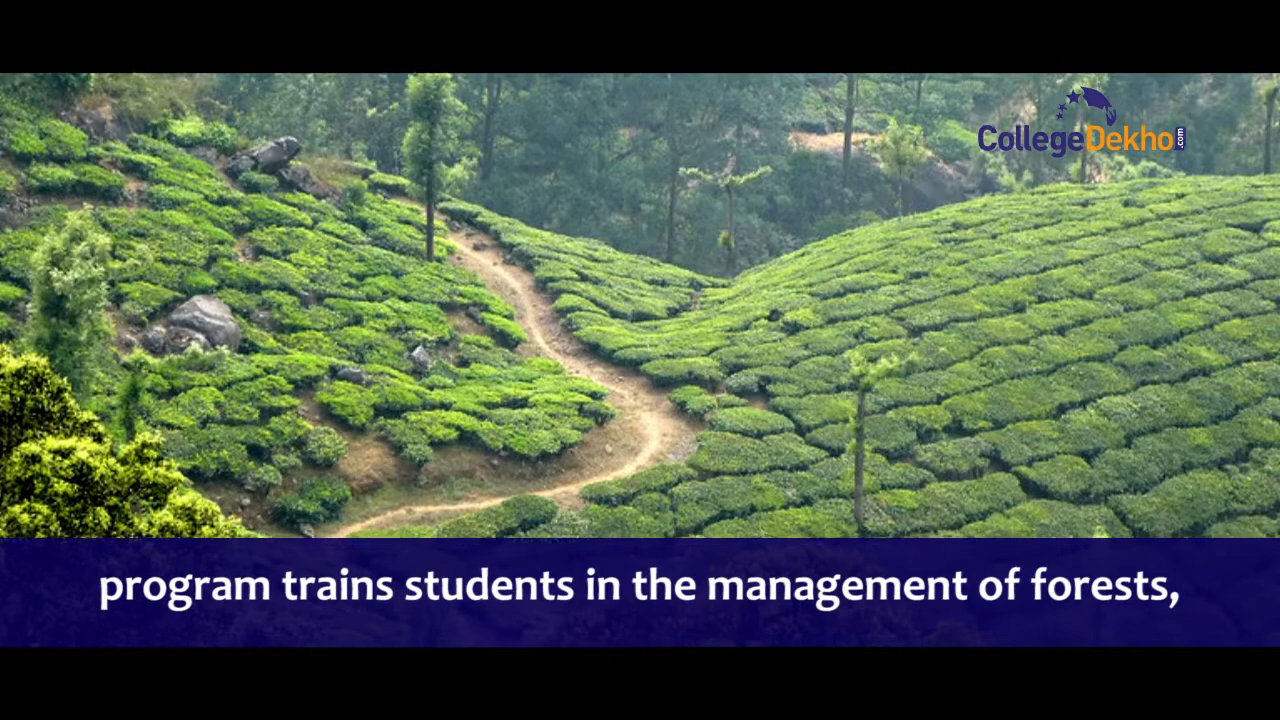 CollegeDekho.com
program trains students in the management of forests,